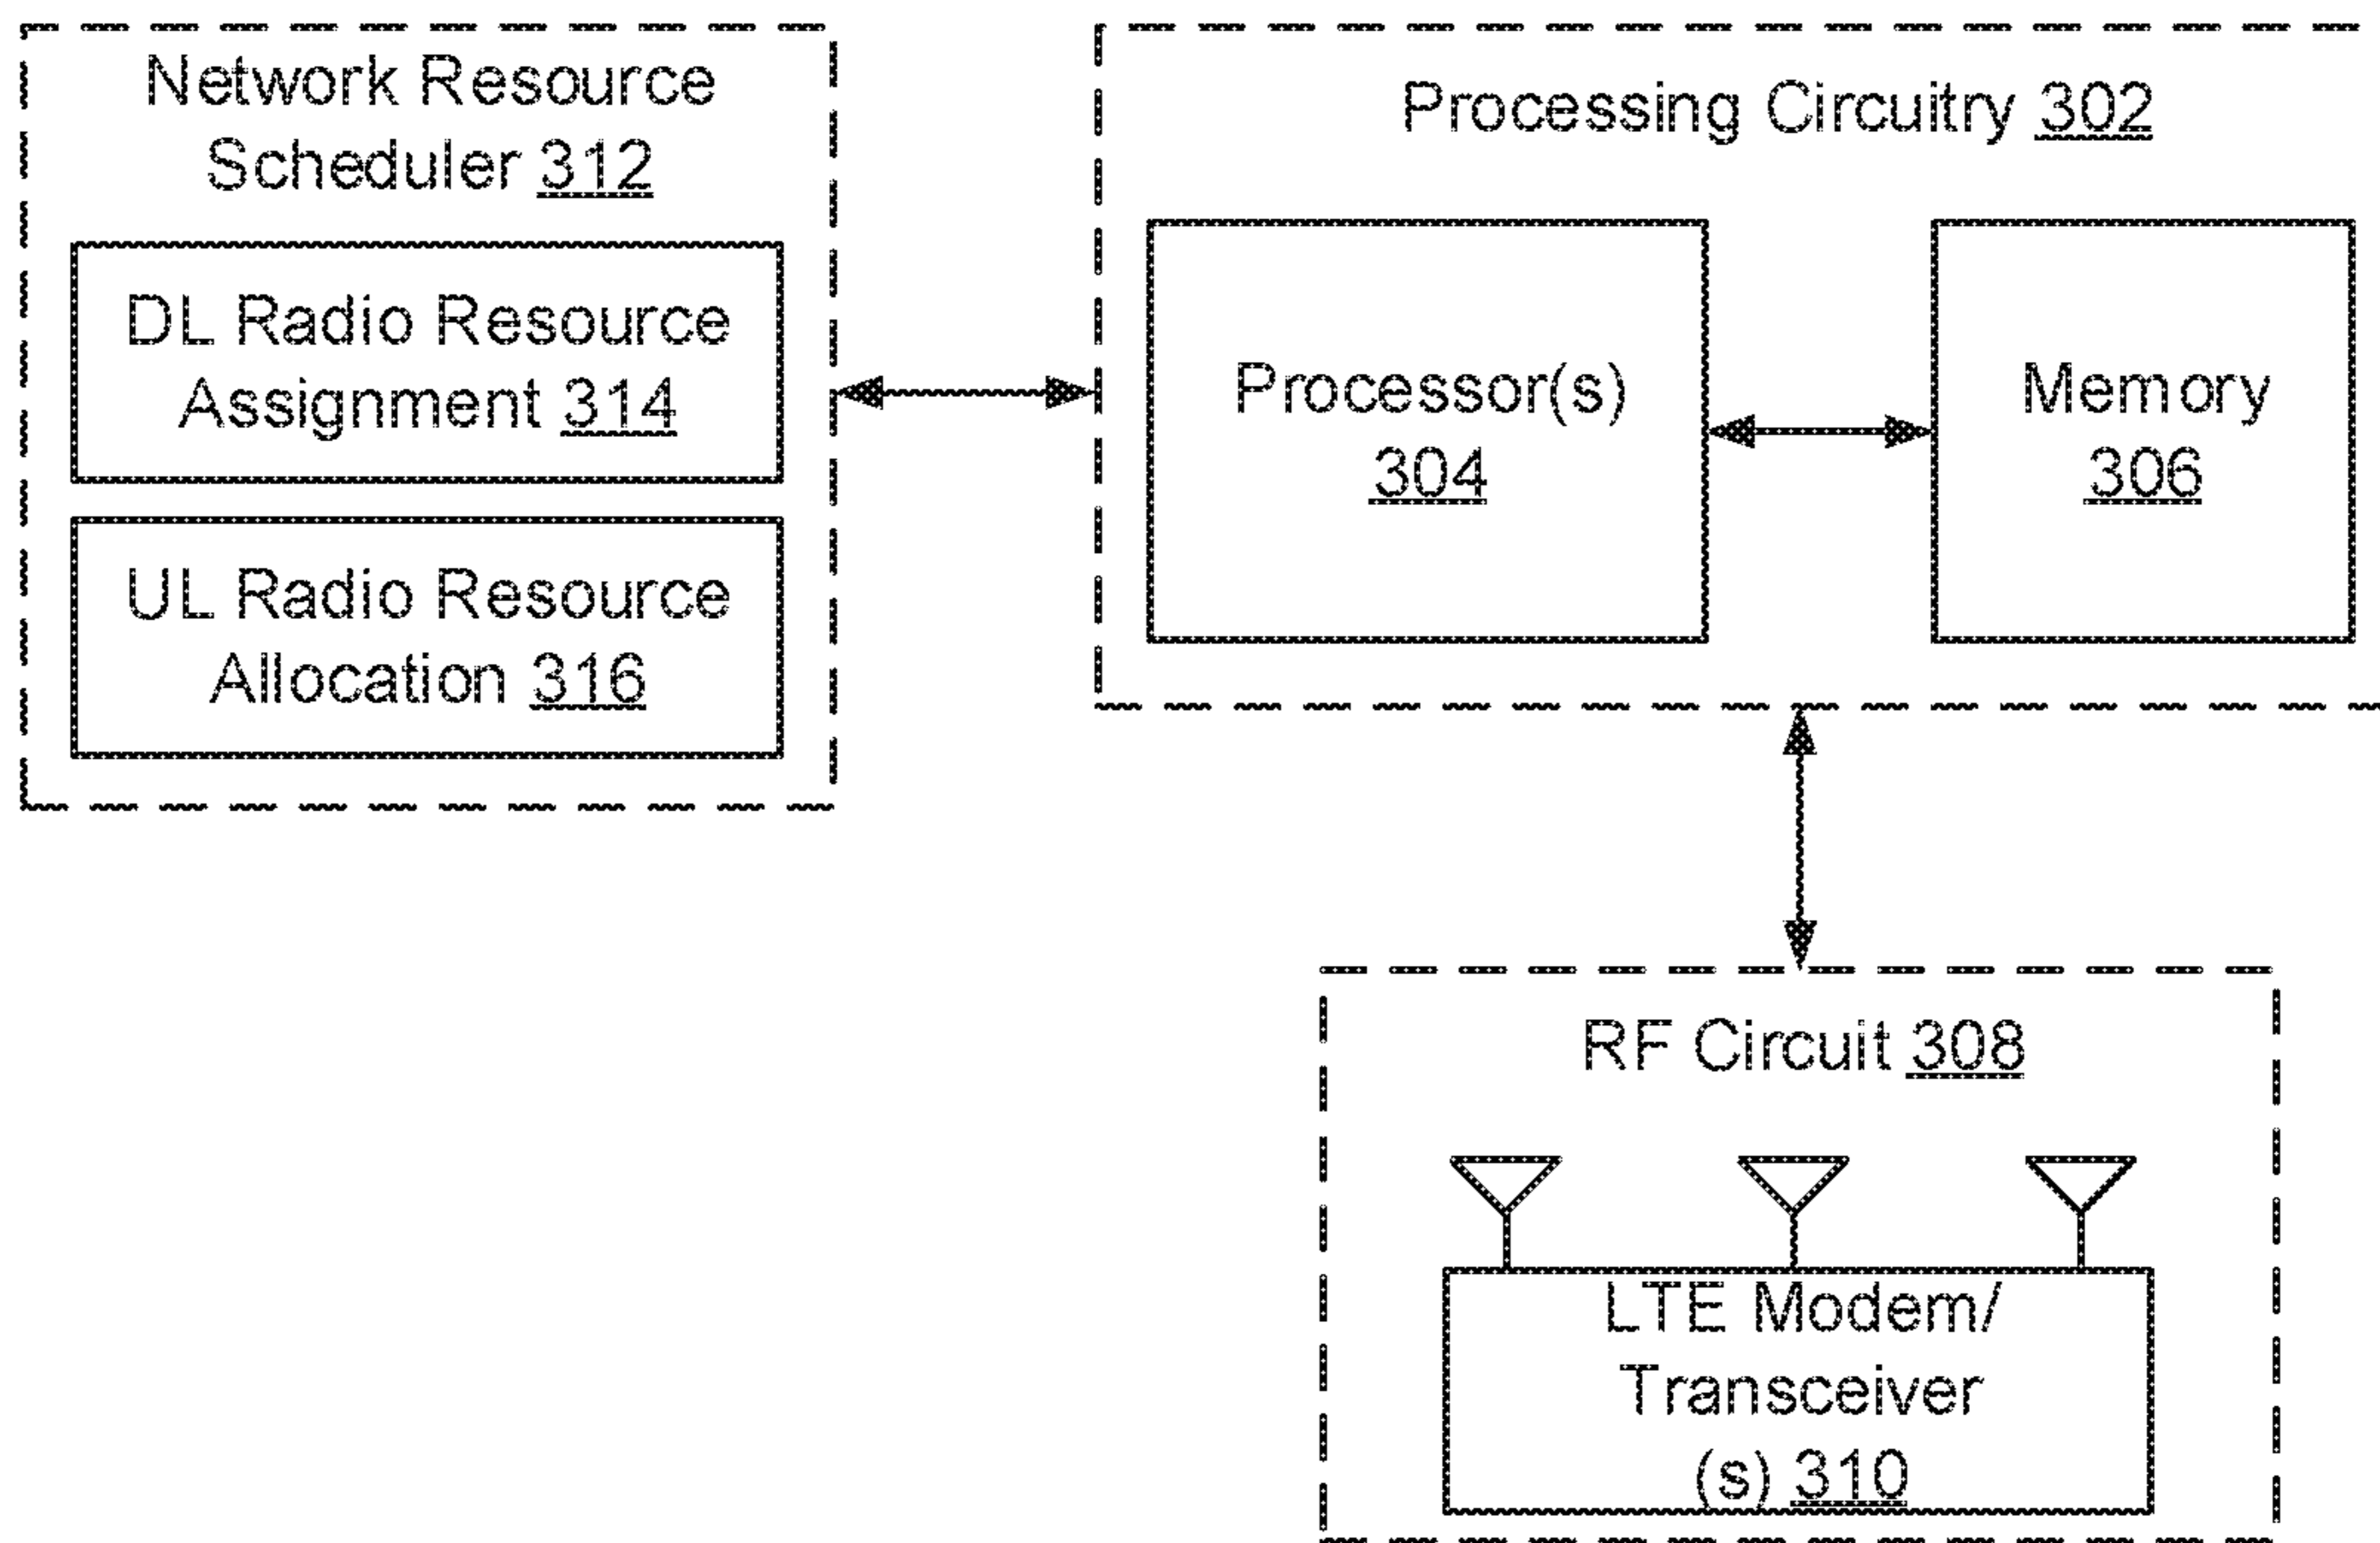 Network Resource
Scheduler 312
DL Radio Resource
Assignment 314
UL Radio Resource
Allocation 316
Processing Circuitry 302
Processor(s)
304
Memory
306
RF Circuit 308
LTE Modem/
Transceiver
(s) 310